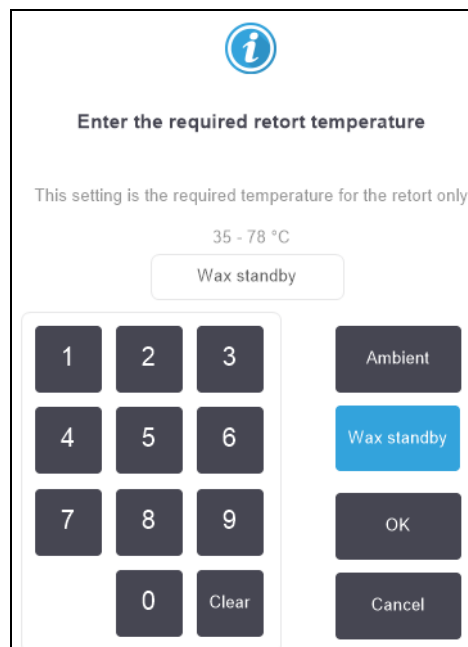 i
Enter the required retort temperature
This setting is the required temperature for the retort only
35 - 78 °C
Wax standby
1 2 3 Ambient
4 5 6 Wax standby
7 8 9 OK
0 Clear Cancel